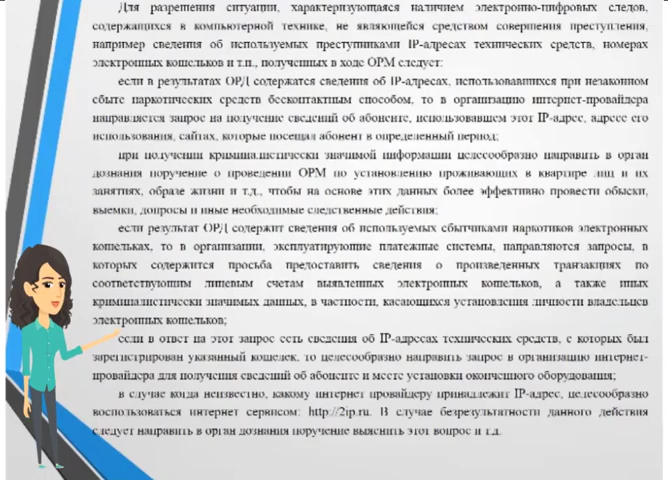 Для разрешения ситуации, характеризующаяся наличием электронно-цифровых следов,
содержащихся в компьютерной технике, не являющейся средством совершения преступления,
например сведения об используемых преступниками IP-адресах технических средств, номерах
электронных кошельков и т.п., полученных в ходе ОРМ следует:
если в результатах ОРД содержатся сведения об IP-адресах, использовавшихся при незаконном
сбыте наркотических средств бесконтактным способом, то в организацию интернет-провайдера
направляется запрос на получение сведений об абоненте, использовавшем этот IP-адрес, адресе его
использования, сайтах, которые посещал абонент в определенный период;
при получении криминалистически значимой информации целесообразно направить в орган
дознания поручение о проведении ОРМ по установлению проживающих в квартире лиц и их
занятиях, образе жизни и т.д., чтобы на основе этих данных более эффективно провести обыски,
выемки, допросы и иные необходимые следственные действия;
если результат ОРД содержит сведения об используемых сбытчиками наркотиков электронных
кошельках, то в организации, эксплуатирующие платежные системы, направляются запросы, в
которых содержится просьба предоставить сведения о произведенных транзакциях по
соответствующим лицевым счетам выявленных электронных кошельков, а также иных
криминалистически значимых данных, в частности, касающихся установления личности владельцев
электронных кошельков;
если в ответ на этот запрос есть сведения об IP-адресах технических средств, с которых был
зарегистрирован указанный кошелек, то целесообразно направить запрос в организацию интернет-
провайдера для получения сведений об абоненте и месте установки оконченного оборудования;
в случае когда неизвестно, какому интернет провайдеру принадлежит IP-адрес, целесообразно
воспользоваться интернет сервисом: http://2ip.ru. В случае безрезультатности данного действия
следует направить в орган дознания поручение выяснить этот вопрос и т.д.